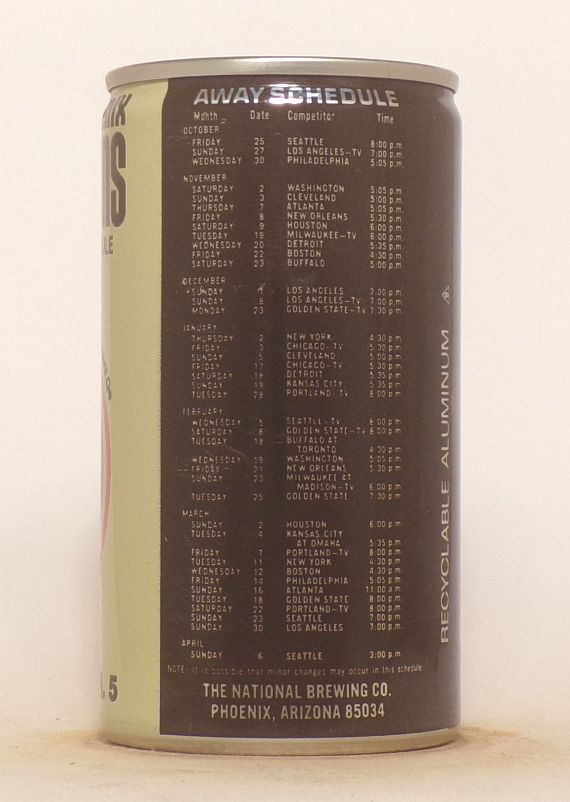 AWAY SCHEDULE
Month Date Competitor Time
OCTOBER
FRIDAY 25 SEATTLE 8:00 p.m.
SUNDAY 27 LOS ANGELES-TV 7:00 p.m.
WEDNESDAY 30 PHILADELPHIA 5:05 p.m.
NOVEMBER
SATURDAY 2 WASHINGTON 5:05 p.m.
SUNDAY 3 CLEVELAND 5:00 p.m.
THURSDAY 7 ATLANTA 5:05 p.m.
FRIDAY 8 NEW ORLEANS 5:30 p.m.
SATURDAY 9 HOUSTON 6:00 p.m.
TUESDAY 19 MILWAUKEE-TV 6:00 p.m.
WEDNESDAY 20 DETROIT 5:35 p.m.
FRIDAY 22 BOSTON 4:30 p.m.
SATURDAY 23 BUFFALO 5:00 p.m.
DECEMBER
SUNDAY 1 LOS ANGELES 7:00 p.m.
SUNDAY 8 LOS ANGELES-TV 7:00 p.m.
MONDAY 23 GOLDEN STATE-TV 7:30 p.m.
JANUARY
THURSDAY 2 NEW YORK 4:30 p.m.
FRIDAY 3 CHICAGO-TV 5:30 p.m.
SUNDAY 5 CLEVELAND 5:00 p.m.
FRIDAY 17 CHICAGO-TV 5:30 p.m.
SATURDAY 18 DETROIT 5:35 p.m.
SUNDAY 19 KANSAS CITY 5:35 p.m.
TUESDAY 28 PORTLAND-TV 8:00 p.m.
FEBRUARY
WEDNESDAY 5 SEATTLE-TV 8:00 p.m.
SATURDAY 8 GOLDEN STATE-TV 8:00 p.m.
TUESDAY 18 BUFFALO AT
TORONTO 4:30 p.m.
WEDNESDAY 19 WASHINGTON 5:05 p.m.
FRIDAY 21 NEW ORLEANS 5:30 p.m.
SUNDAY 23 MILWAUKEE AT
MADISON-TV 6:00 p.m.
TUESDAY 25 GOLDEN STATE 7:30 p.m.
MARCH
SUNDAY 2 HOUSTON 6:00 p.m.
TUESDAY 4 KANSAS CITY
AT OMAHA 5:35 p.m.
FRIDAY 7 PORTLAND-TV 8:00 p.m.
TUESDAY 11 NEW YORK 4:30 p.m.
WEDNESDAY 12 BOSTON 4:30 p.m.
FRIDAY 14 PHILADELPHIA 5:05 p.m.
SUNDAY 16 ATLANTA 11:00 a.m.
TUESDAY 18 GOLDEN STATE 8:00 p.m.
SATURDAY 22 PORTLAND-TV 8:00 p.m.
SUNDAY 23 SEATTLE 7:00 p.m.
SUNDAY 30 LOS ANGELES 7:00 p.m.
APRIL
SUNDAY 6 SEATTLE 3:00 p.m.
NOTE: It is possible that minor changes may occur in this schedule
THE NATIONAL BREWING CO.
PHOENIX, ARIZONA 85034
RECYCLABLE ALUMINUM